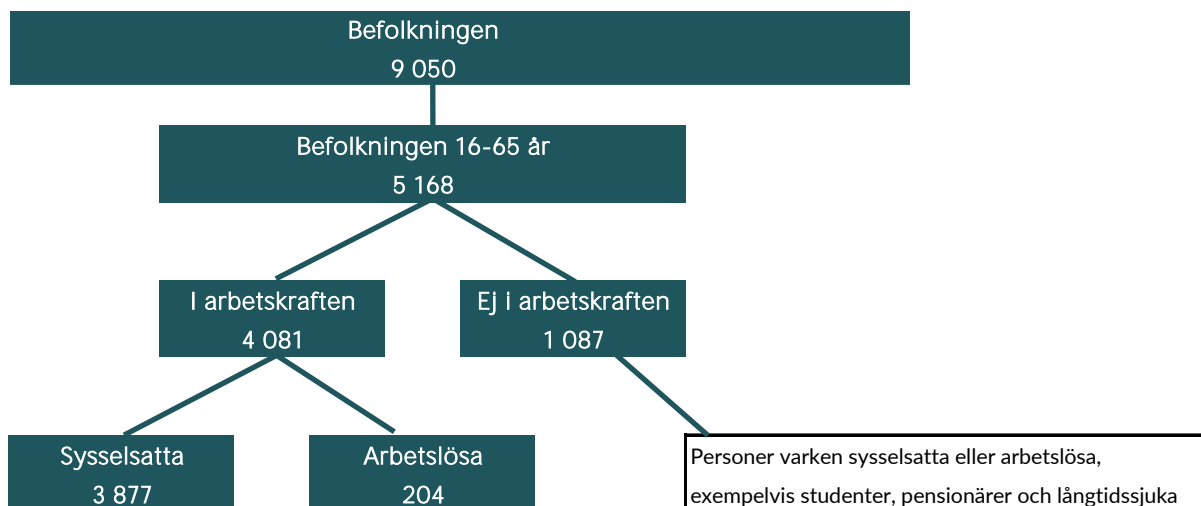 Befolkningen
9 050
Befolkningen 16-65 år
5 168
I arbetskraften
4 081
Ej i arbetskraften
1 087
Sysselsatta
3 877
Arbetslösa
204
Personer varken sysselsatta eller arbetslösa,
exempelvis studenter, pensionärer och långtidssjuka